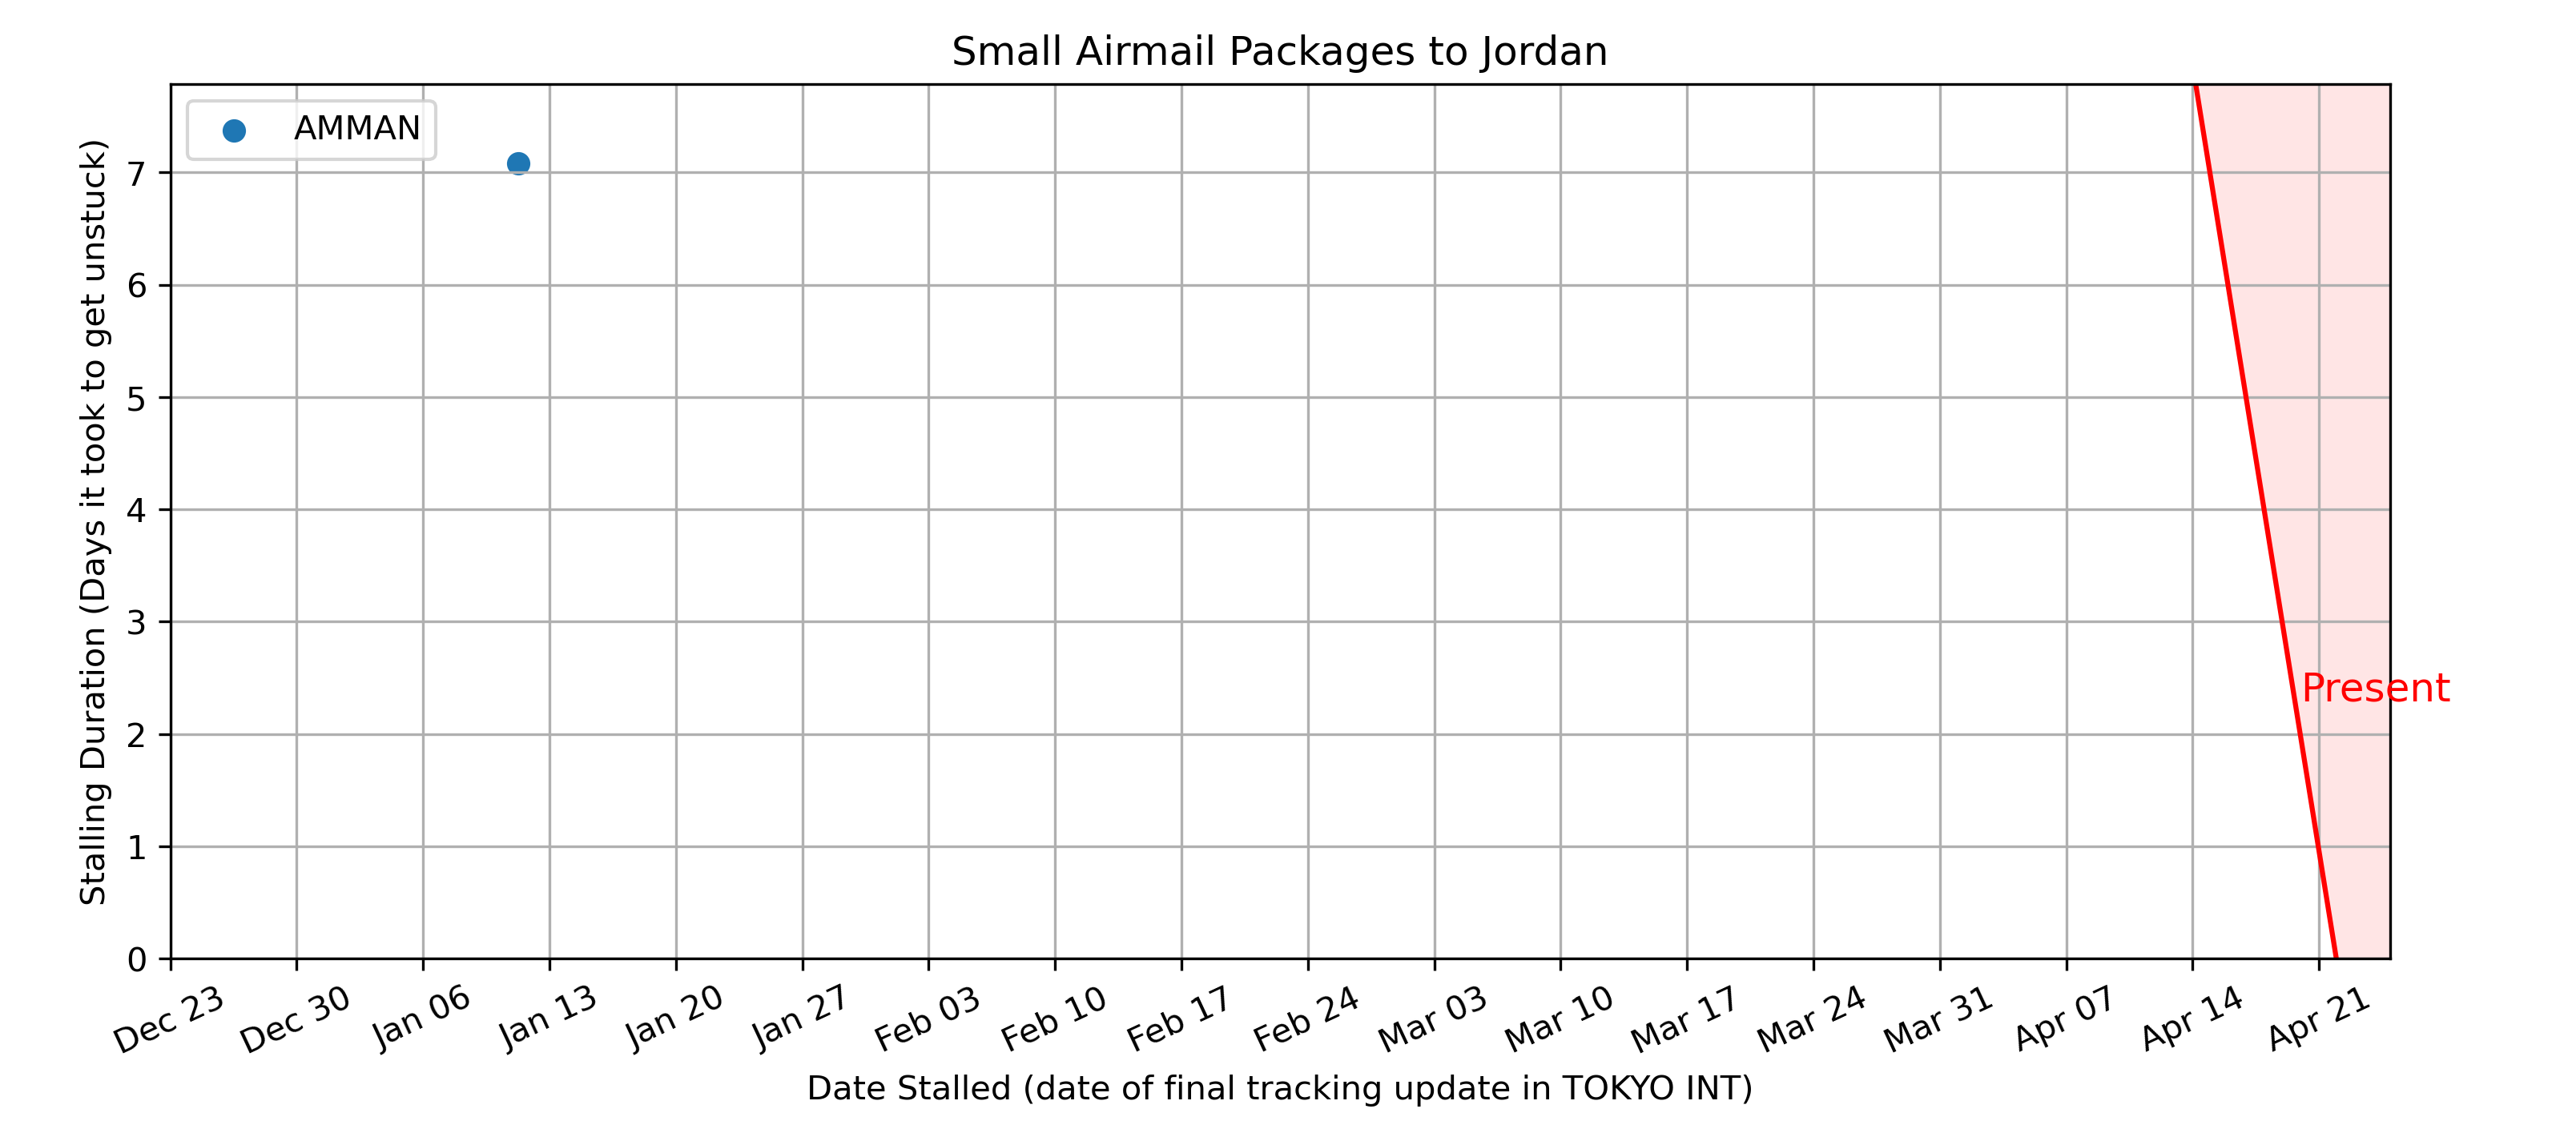 Small Airmail Packages to Jordan
AMMAN
Stalling Duration (Days it took to get unstuck)
7
6
5
4
3
2
1
0
Present
Dec 23 Dec 30 Jan 06 Jan 13 Jan 20 Jan 27 Feb 03 Feb 10 Feb 17 Feb 24 Mar 03 Mar 10 Mar 17 Mar 24 Mar 31 Apr 07 Apr 14 Apr 21
Date Stalled (date of final tracking update in TOKYO INT)